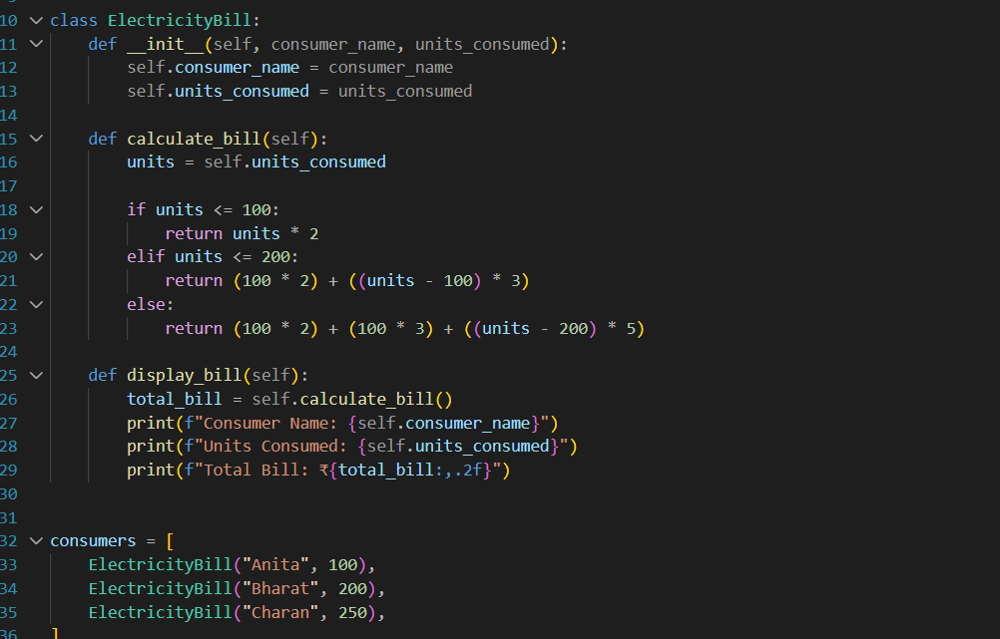 10 class ElectricityBill:
11     def __init__(self, consumer_name, units_consumed):
12         self.consumer_name = consumer_name
13         self.units_consumed = units_consumed
14
15     def calculate_bill(self):
16         units = self.units_consumed
17
18         if units <= 100:
19             return units * 2
20         elif units <= 200:
21             return (100 * 2) + ((units - 100) * 3)
22         else:
23             return (100 * 2) + (100 * 3) + ((units - 200) * 5)
24
25     def display_bill(self):
26         total_bill = self.calculate_bill()
27         print(f"Consumer Name: {self.consumer_name}")
28         print(f"Units Consumed: {self.units_consumed}")
29         print(f"Total Bill: ₹{total_bill:,.2f}")
30
31
32 consumers = [
33     ElectricityBill("Anita", 100),
34     ElectricityBill("Bharat", 200),
35     ElectricityBill("Charan", 250),
36 ]